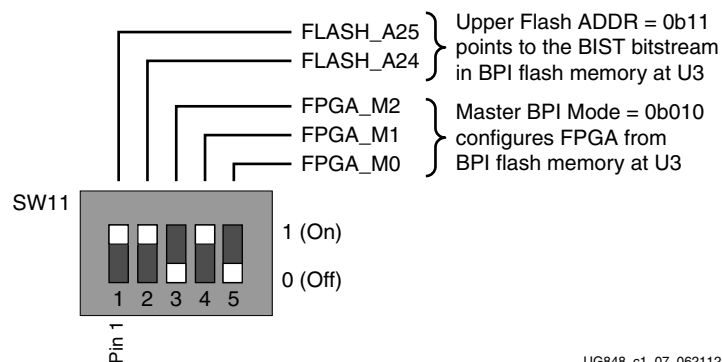 FLASH_A25
FLASH_A24
Upper Flash ADDR = 0b11
points to the BIST bitstream
in BPI flash memory at U3
FPGA_M2
FPGA_M1
FPGA_M0
Master BPI Mode = 0b010
configures FPGA from
BPI flash memory at U3
SW11
1 (On)
0 (Off)
1 2 3 4 5
Pin 1
UG848_c1_07_062112